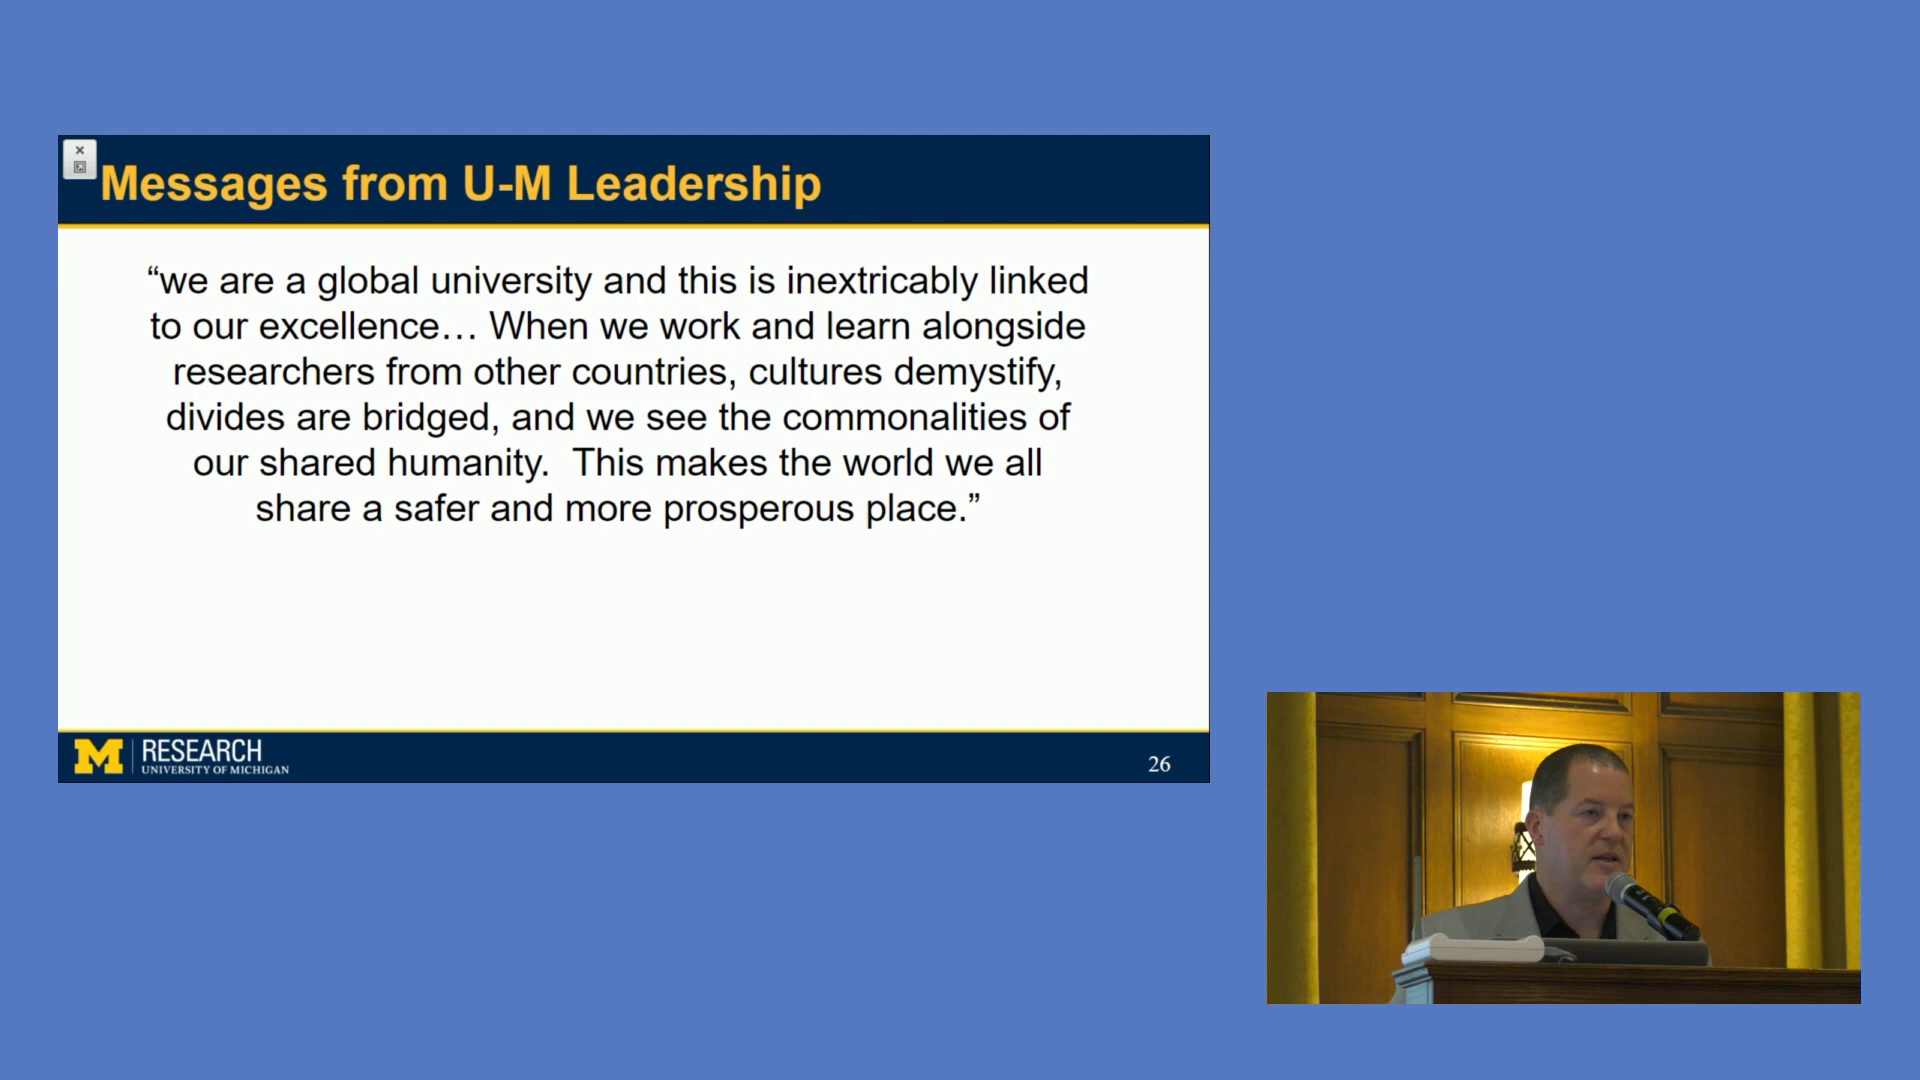 Messages from U-M Leadership
“we are a global university and this is inextricably linked
to our excellence… When we work and learn alongside
researchers from other countries, cultures demystify,
divides are bridged, and we see the commonalities of
our shared humanity.  This makes the world we all
share a safer and more prosperous place.”
M RESEARCH
UNIVERSITY OF MICHIGAN
26